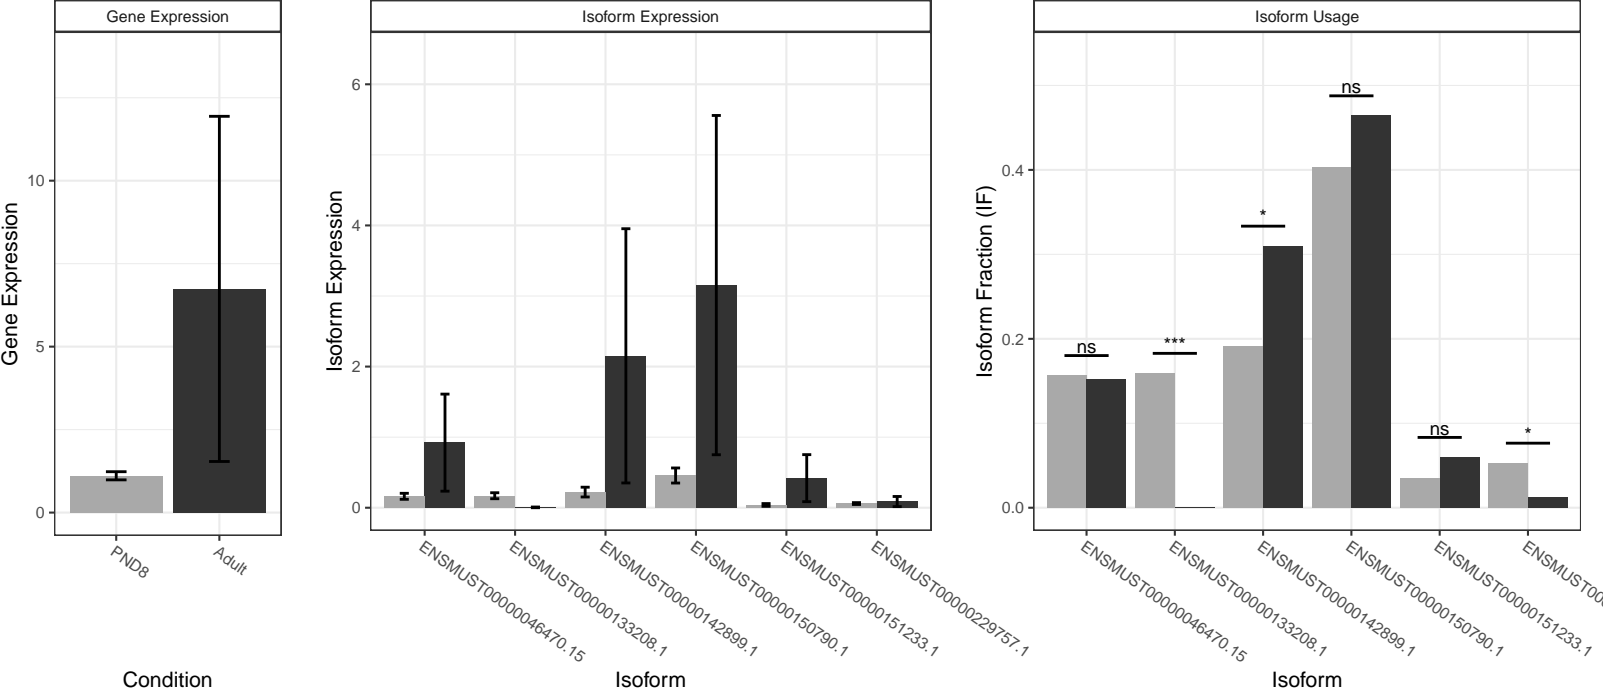 Gene Expression
Isoform Expression
Isoform Usage
Gene Expression
10
5
0
PND8
Adult
Condition
Isoform Expression
6
4
2
0
ENSMUST00000046470.15
ENSMUST00000133208.1
ENSMUST00000142899.1
ENSMUST00000150790.1
ENSMUST00000151233.1
ENSMUST00000229757.1
Isoform
Isoform Fraction (IF)
0.4
0.2
0.0
ns
***
*
ns
ns
*
ENSMUST00000046470.15
ENSMUST00000133208.1
ENSMUST00000142899.1
ENSMUST00000150790.1
ENSMUST00000151233.1
Isoform